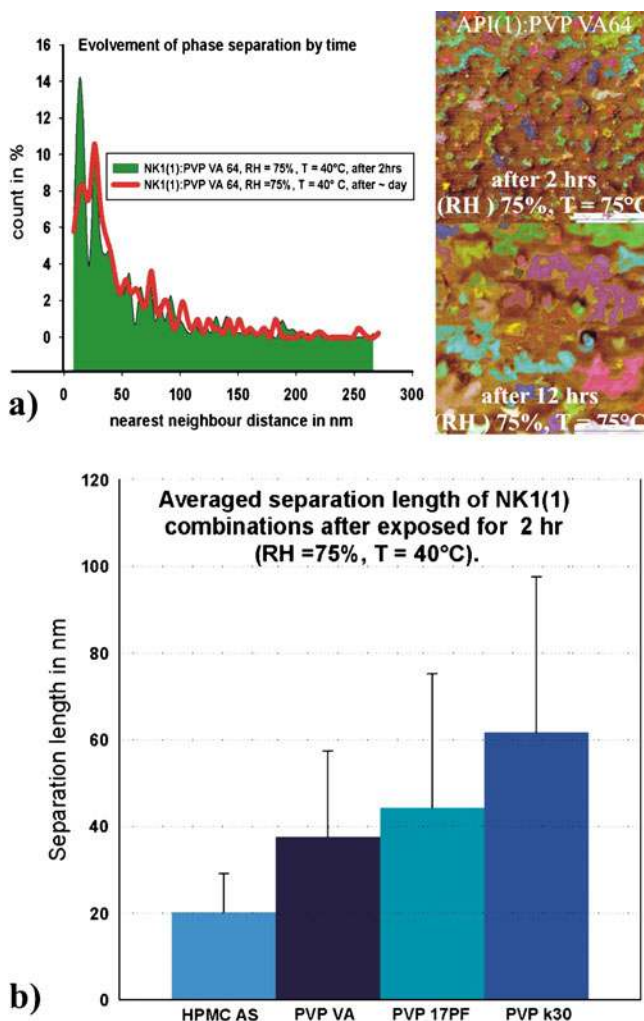 Evolvement of phase separation by time
16
14
12
10
8
6
4
2
0
count in %
NK1(1):PVP VA 64, RH = 75%, T = 40°C, after 2hrs
NK1(1):PVP VA 64, RH =75%, T = 40° C, after ~ day
0 50 100 150 200 250 300
nearest neighbour distance in nm
a)
API(1):PVP VA64
after 2 hrs
(RH ) 75%, T = 75°C
after 12 hrs
(RH ) 75%, T = 75°C
Averaged separation length of NK1(1)
combinations after exposed for 2 hr
(RH =75%, T = 40°C).
120
100
80
60
40
20
0
Separation length in nm
HPMC AS PVP VA PVP 17PF PVP k30
b)